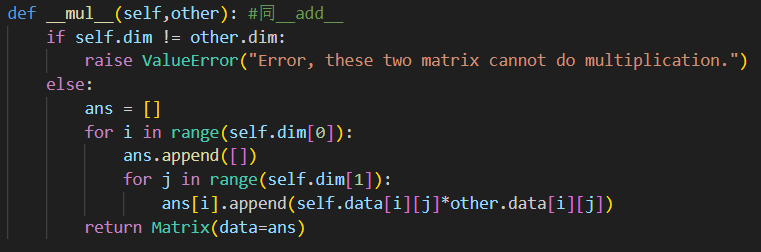 def __mul__(self,other): #同__add__
    if self.dim != other.dim:
        raise ValueError("Error, these two matrix cannot do multiplication.")
    else:
        ans = []
        for i in range(self.dim[0]):
            ans.append([])
            for j in range(self.dim[1]):
                ans[i].append(self.data[i][j]*other.data[i][j])
        return Matrix(data=ans)